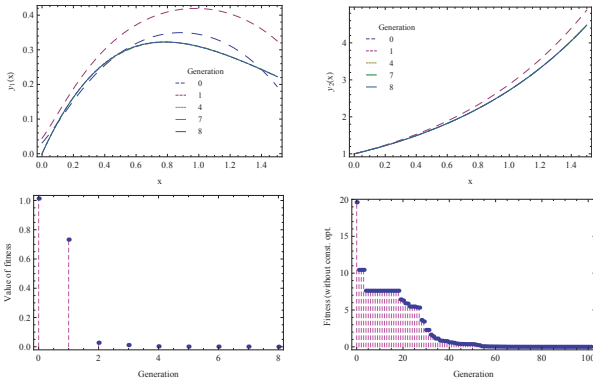 0.4
0.3
0.2
0.1
0.0
y₁(x)
Generation
0
1
4
7
8
0.0 0.2 0.4 0.6 0.8 1.0 1.2 1.4
x
4
3
2
1
y₂(x)
Generation
0
1
4
7
8
0.0 0.2 0.4 0.6 0.8 1.0 1.2 1.4
x
1.0
0.8
0.6
0.4
0.2
0.0
Value of fitness
0 2 4 6 8
Generation
20
15
10
5
0
Fitness (without const. opt.
0 20 40 60 80 100
Generation